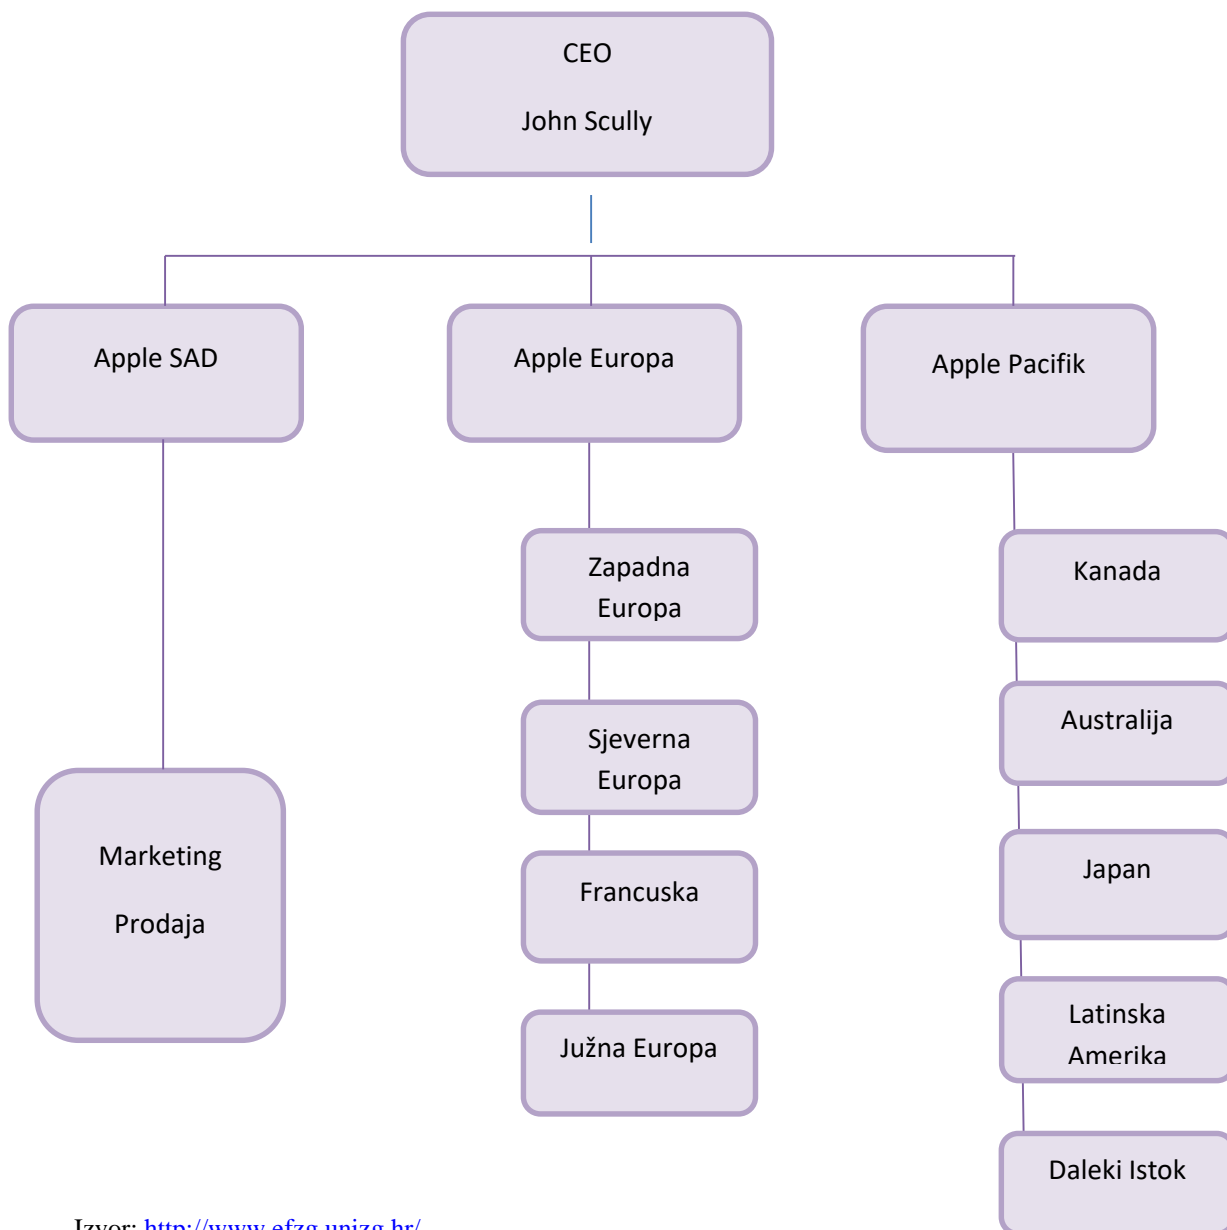 CEO
John Scully
Apple SAD
Apple Europa
Apple Pacifik
Marketing
Prodaja
Zapadna
Europa
Sjeverna
Europa
Francuska
Južna Europa
Kanada
Australija
Japan
Latinska
Amerika
Daleki Istok
Izvor: http://www.efzg.unizg.hr/